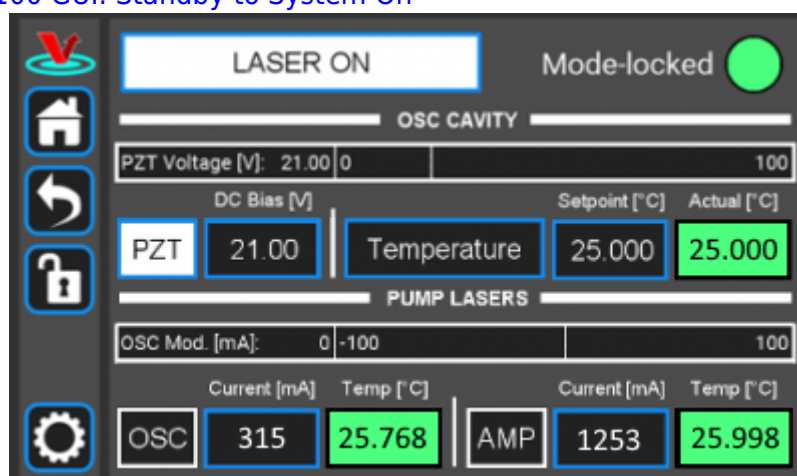 100 GUI: Standby to System On
LASER ON Mode-locked
OSC CAVITY
PZT Voltage [V]: 21.00 0 100
DC Bias [V] Setpoint [°C] Actual [°C]
PZT 21.00 Temperature 25.000 25.000
PUMP LASERS
OSC Mod. [mA]: 0 -100 100
Current [mA] Temp [°C] Current [mA] Temp [°C]
OSC 315 25.768 AMP 1253 25.998